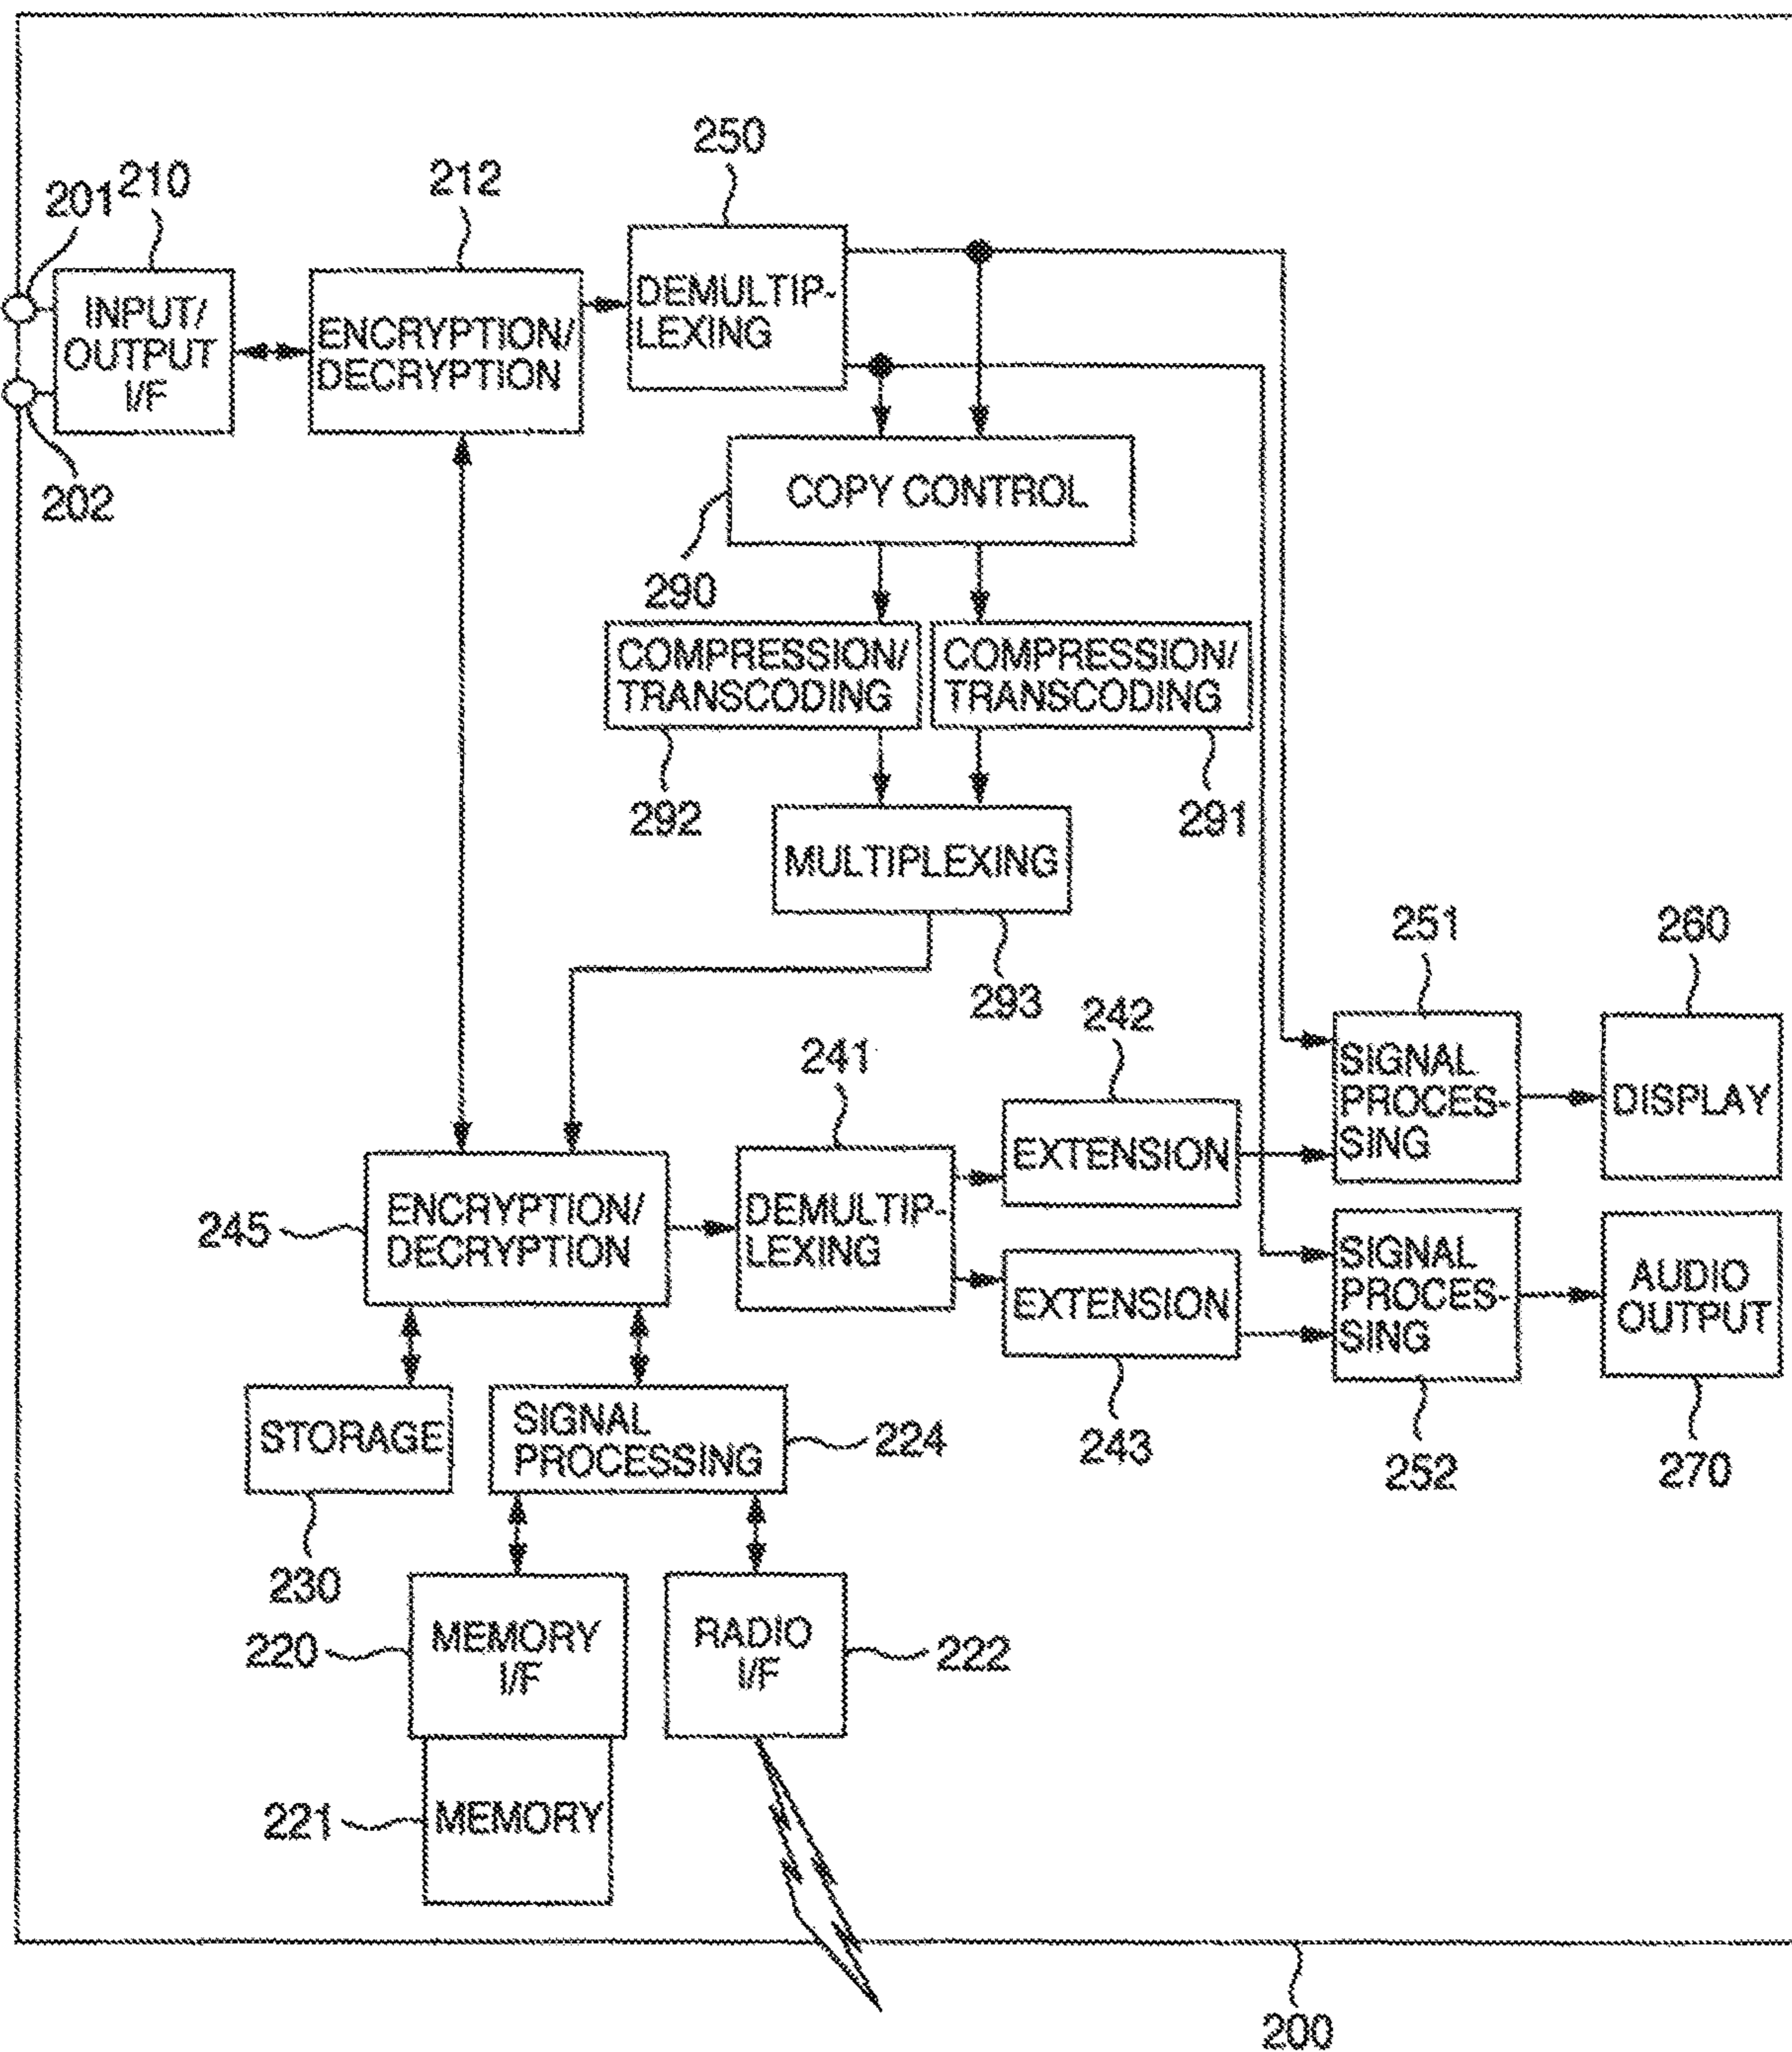 250
201
210
212
INPUT/
OUTPUT
I/F
ENCRYPTION/
DECRYPTION
DEMULTIP-
LEXING
202
COPY CONTROL
290
COMPRESSION/
TRANSCODING
COMPRESSION/
TRANSCODING
292
291
MULTIPLEXING
293
251
260
241
242
SIGNAL
PROCES-
SING
DISPLAY
245
ENCRYPTION/
DECRYPTION
DEMULTIP-
LEXING
EXTENSION
EXTENSION
SIGNAL
PROCES-
SING
AUDIO
OUTPUT
STORAGE
SIGNAL
PROCESSING
224
243
252
270
230
220
MEMORY
I/F
RADIO
I/F
222
221
MEMORY
200